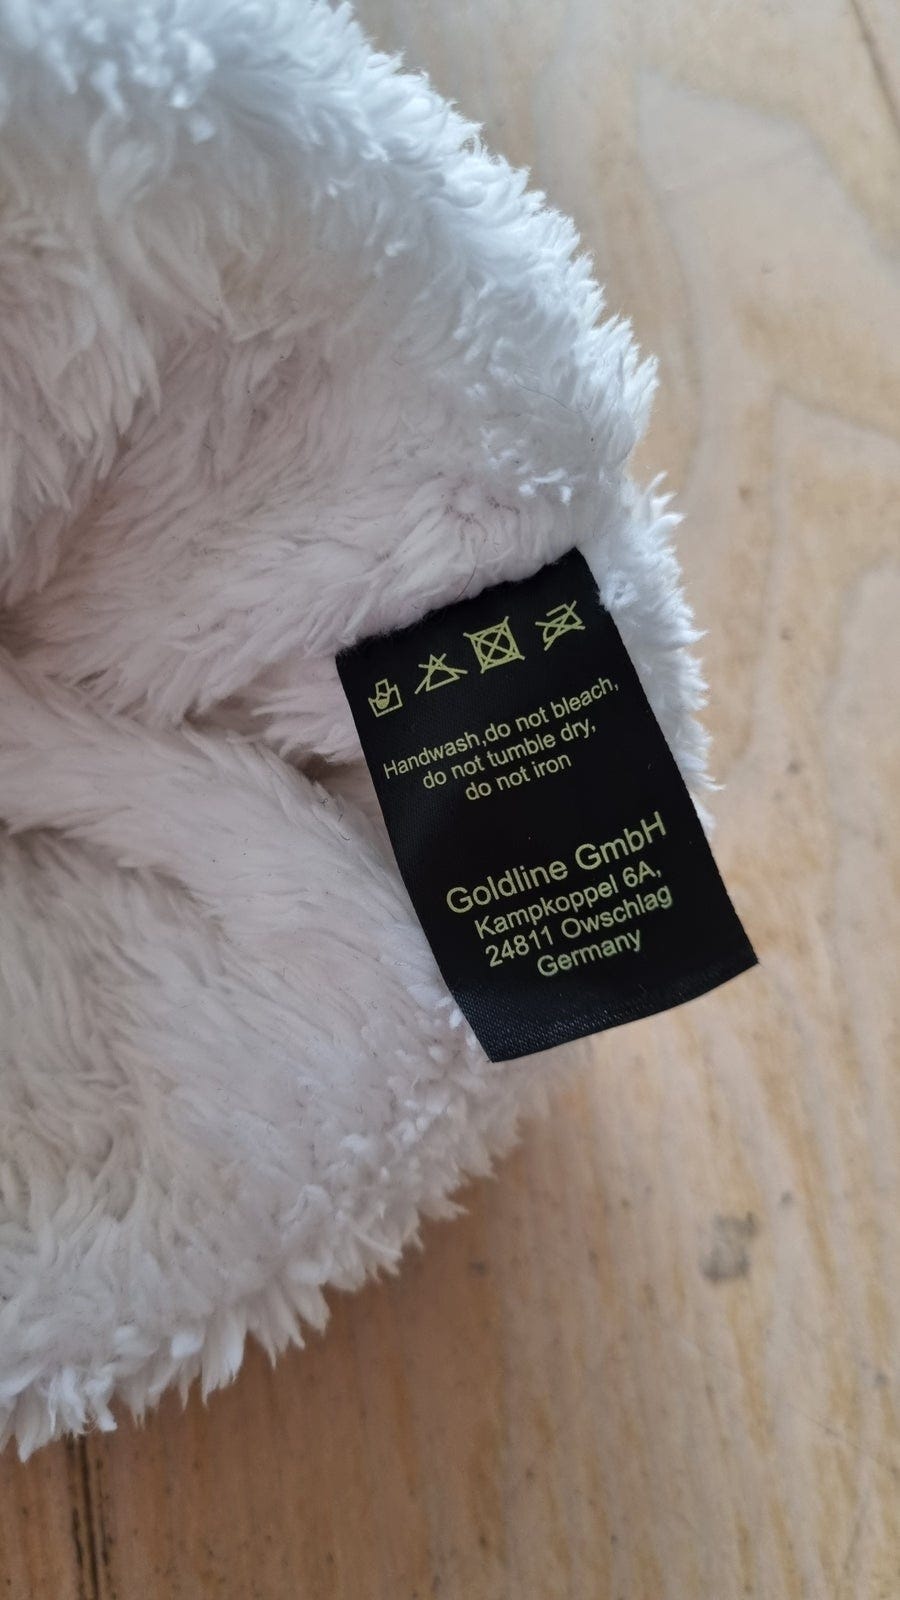 Handwash,do not bleach,
do not tumble dry,
do not iron
Goldline GmbH
Kampkoppel 6A,
24811 Owschlag
Germany